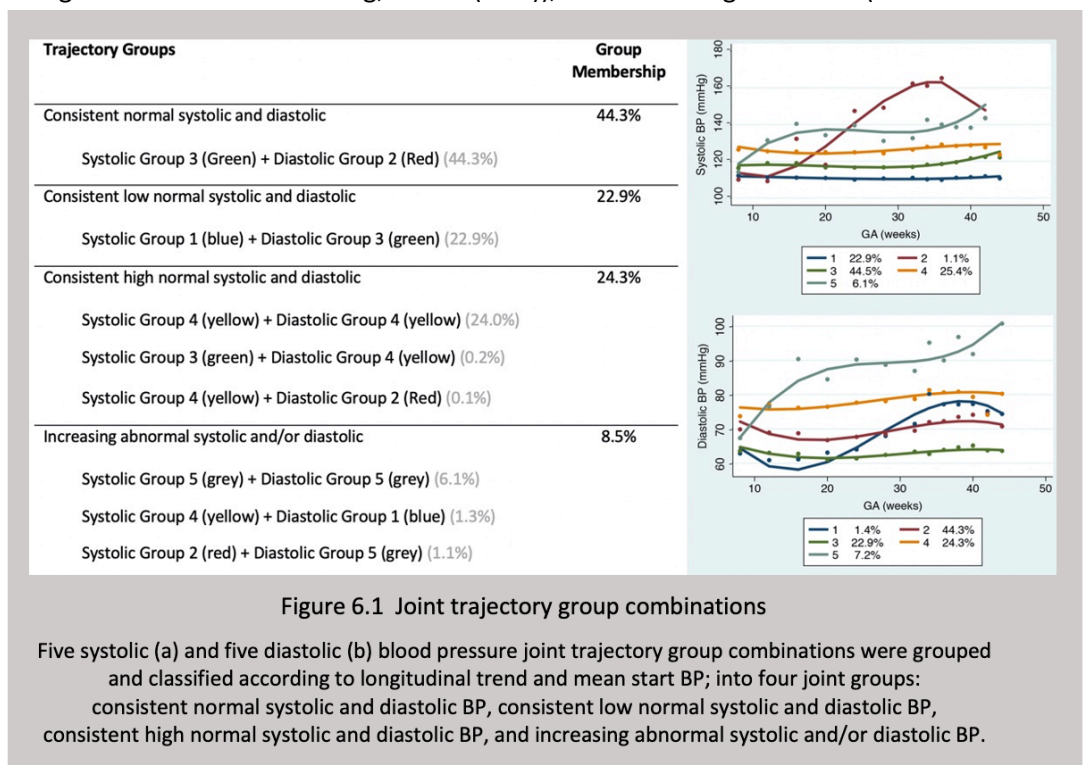 Trajectory Groups
Group
Membership
Consistent normal systolic and diastolic 44.3%
Systolic Group 3 (Green) + Diastolic Group 2 (Red) (44.3%)
Consistent low normal systolic and diastolic 22.9%
Systolic Group 1 (blue) + Diastolic Group 3 (green) (22.9%)
Consistent high normal systolic and diastolic 24.3%
Systolic Group 4 (yellow) + Diastolic Group 4 (yellow) (24.0%)
Systolic Group 3 (green) + Diastolic Group 4 (yellow) (0.2%)
Systolic Group 4 (yellow) + Diastolic Group 2 (Red) (0.1%)
Increasing abnormal systolic and/or diastolic 8.5%
Systolic Group 5 (grey) + Diastolic Group 5 (grey) (6.1%)
Systolic Group 4 (yellow) + Diastolic Group 1 (blue) (1.3%)
Systolic Group 2 (red) + Diastolic Group 5 (grey) (1.1%)
Systolic BP (mmHg)
180
160
140
120
100
10 20 30 40 50
GA (weeks)
1 22.9% 2 1.1%
3 44.5% 4 25.4%
5 6.1%
Diastolic BP (mmHg)
100
90
80
70
60
10 20 30 40 50
GA (weeks)
1 1.4% 2 44.3%
3 22.9% 4 24.3%
5 7.2%
Figure 6.1 Joint trajectory group combinations
Five systolic (a) and five diastolic (b) blood pressure joint trajectory group combinations were grouped
and classified according to longitudinal trend and mean start BP; into four joint groups:
consistent normal systolic and diastolic BP, consistent low normal systolic and diastolic BP,
consistent high normal systolic and diastolic BP, and increasing abnormal systolic and/or diastolic BP.